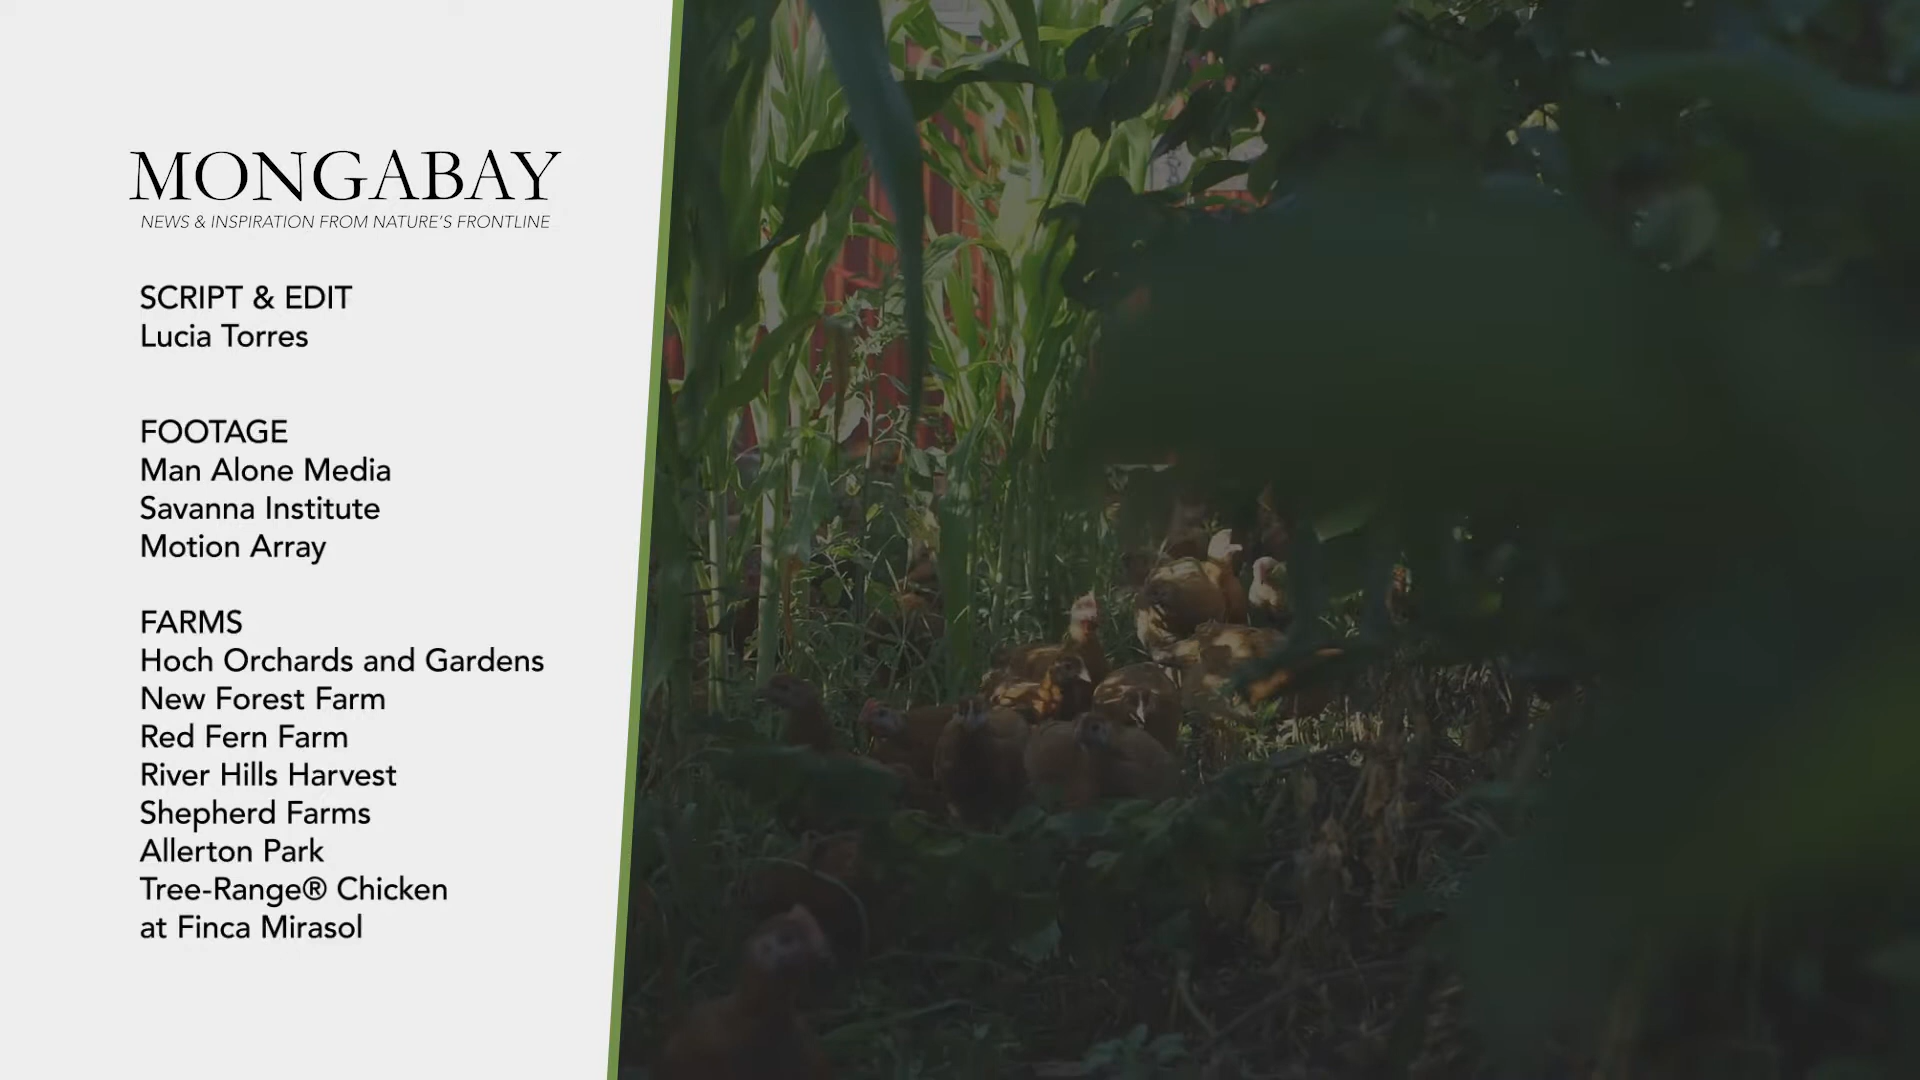 MONGABAY
NEWS & INSPIRATION FROM NATURE'S FRONTLINE
SCRIPT & EDIT
Lucia Torres
FOOTAGE
Man Alone Media
Savanna Institute
Motion Array
FARMS
Hoch Orchards and Gardens
New Forest Farm
Red Fern Farm
River Hills Harvest
Shepherd Farms
Allerton Park
Tree-Range® Chicken
at Finca Mirasol